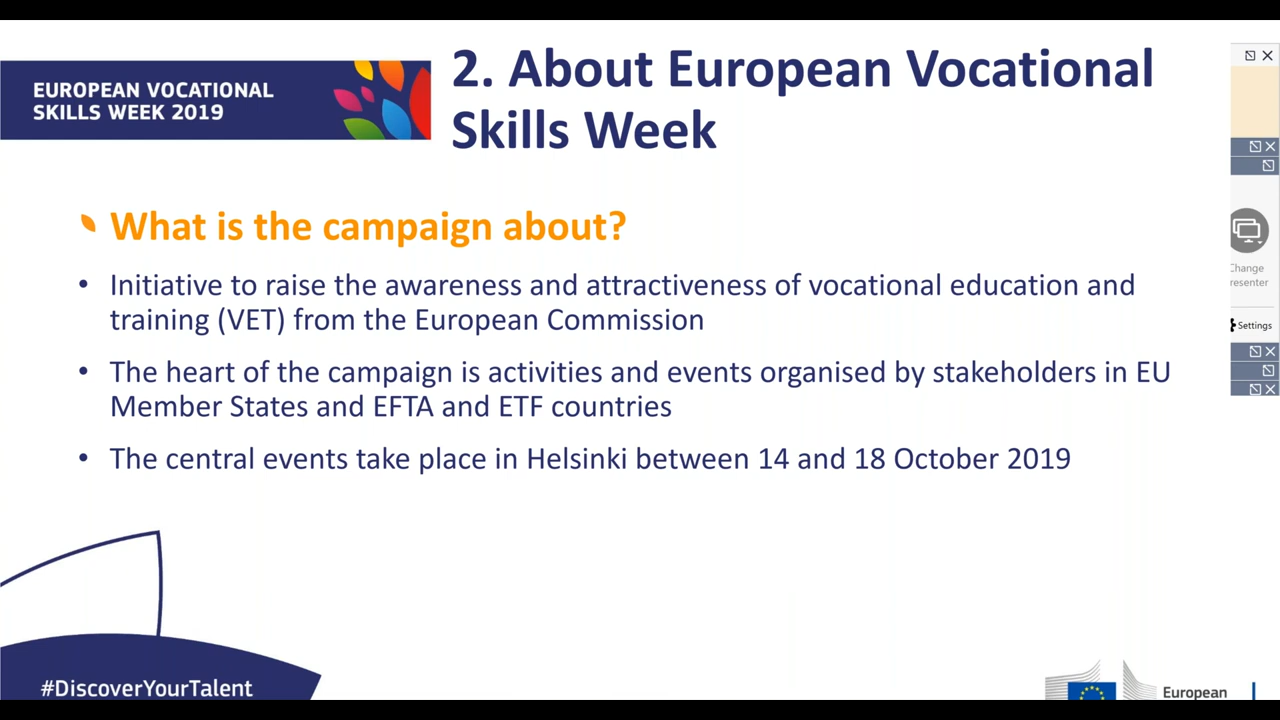 EUROPEAN VOCATIONAL
SKILLS WEEK 2019
2. About European Vocational
Skills Week
What is the campaign about?
• Initiative to raise the awareness and attractiveness of vocational education and
training (VET) from the European Commission
• The heart of the campaign is activities and events organised by stakeholders in EU
Member States and EFTA and ETF countries
• The central events take place in Helsinki between 14 and 18 October 2019
Change
resenter
Settings
#DiscoverYourTalent
European